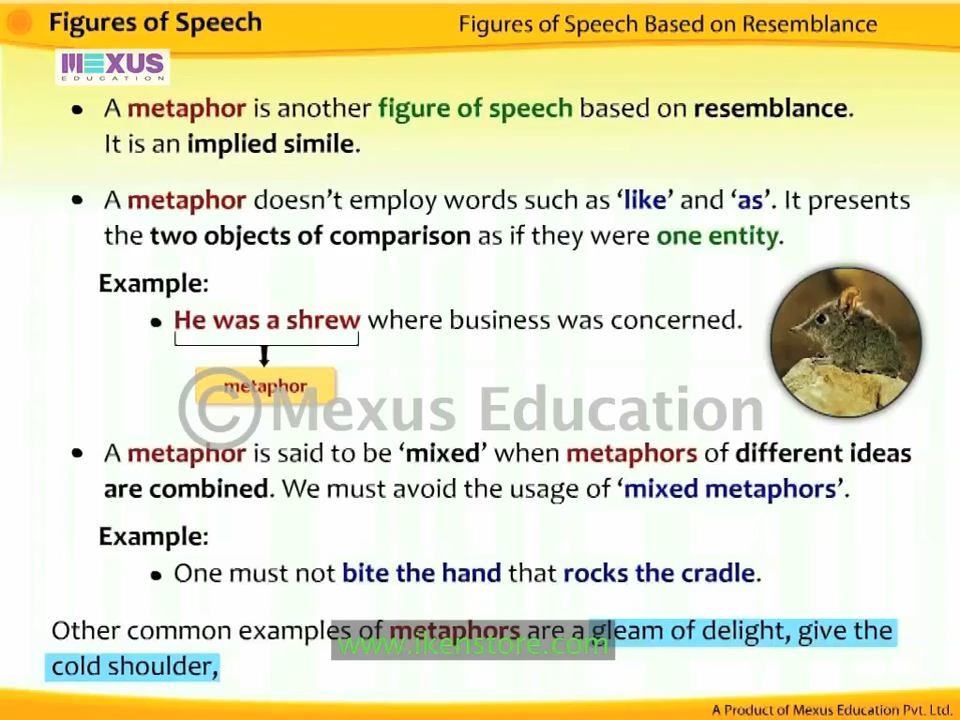 Figures of Speech
Figures of Speech Based on Resemblance
MEXUS
EDUCATION
• A metaphor is another figure of speech based on resemblance.
It is an implied simile.
• A metaphor doesn’t employ words such as ‘like’ and ‘as’. It presents
the two objects of comparison as if they were one entity.
Example:
• He was a shrew where business was concerned.
metaphor
© Mexus Education
• A metaphor is said to be ‘mixed’ when metaphors of different ideas
are combined. We must avoid the usage of ‘mixed metaphors’.
Example:
• One must not bite the hand that rocks the cradle.
Other common examples of metaphors are a gleam of delight, give the
cold shoulder,
www.ikenstore.com
A Product of Mexus Education Pvt. Ltd.